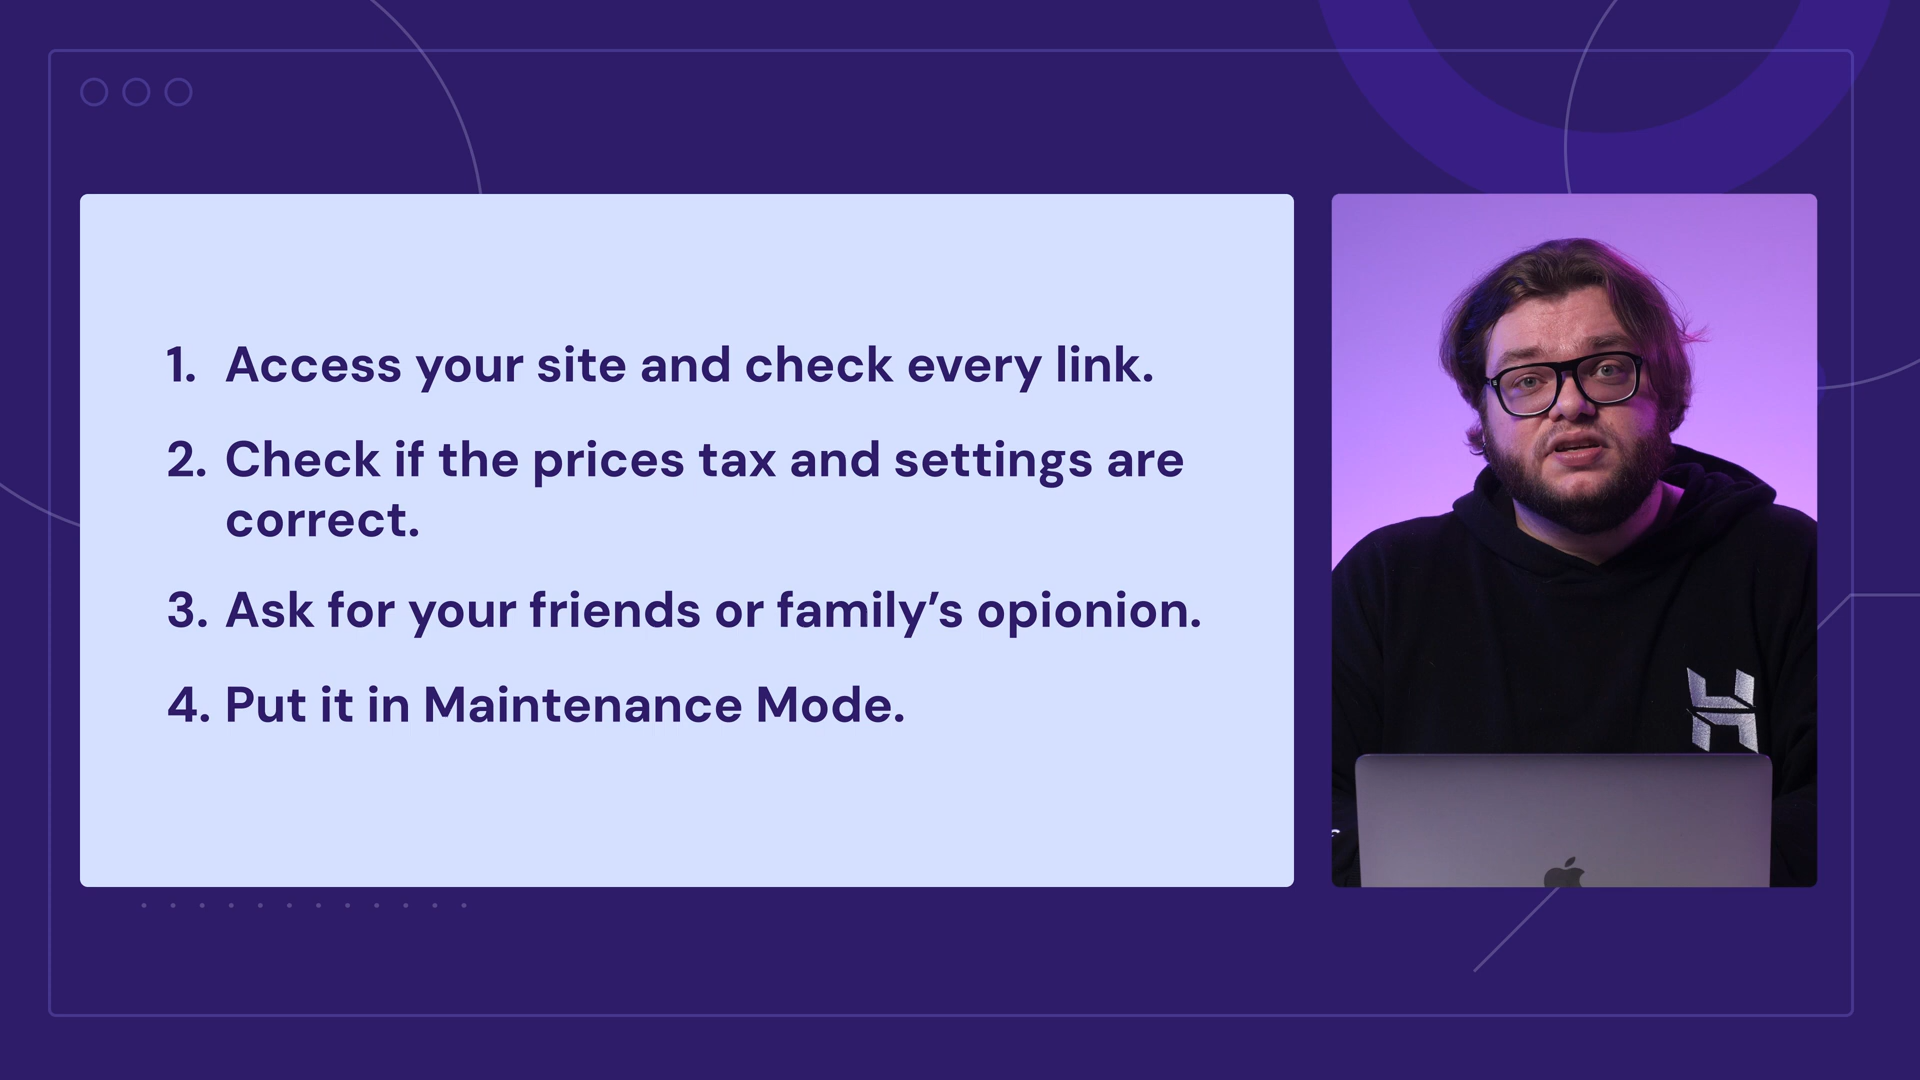 1. Access your site and check every link.
2. Check if the prices tax and settings are
correct.
3. Ask for your friends or family’s opionion.
4. Put it in Maintenance Mode.